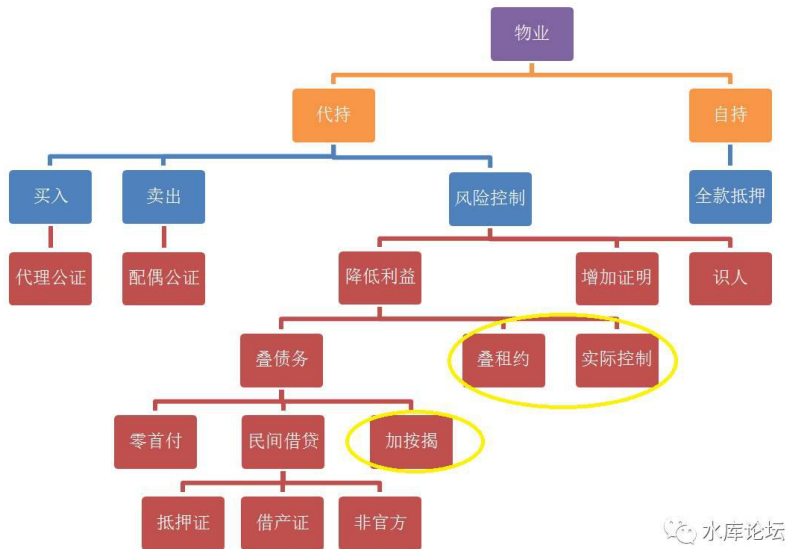 物业
代持
自持
买入
卖出
风险控制
全款抵押
代理公证
配偶公证
降低利益
增加证明
识人
叠债务
叠租约
实际控制
零首付
民间借贷
加按揭
抵押证
借产证
非官方
水库论坛